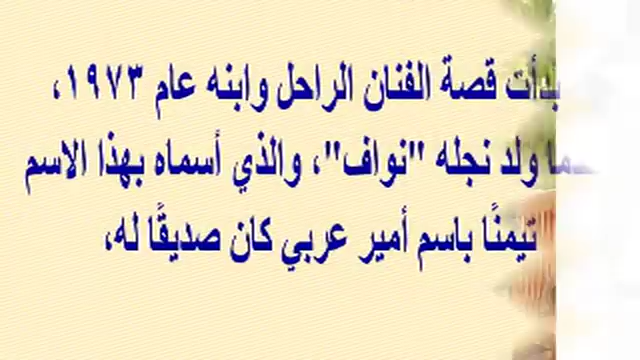 بدأت قصة الفنان الراحل وابنه عام ١٩٧٣،
ولد نجله "نواف"، والذي أسماه بهذا الاسم
تيمنًا باسم أمير عربي كان صديقًا له،